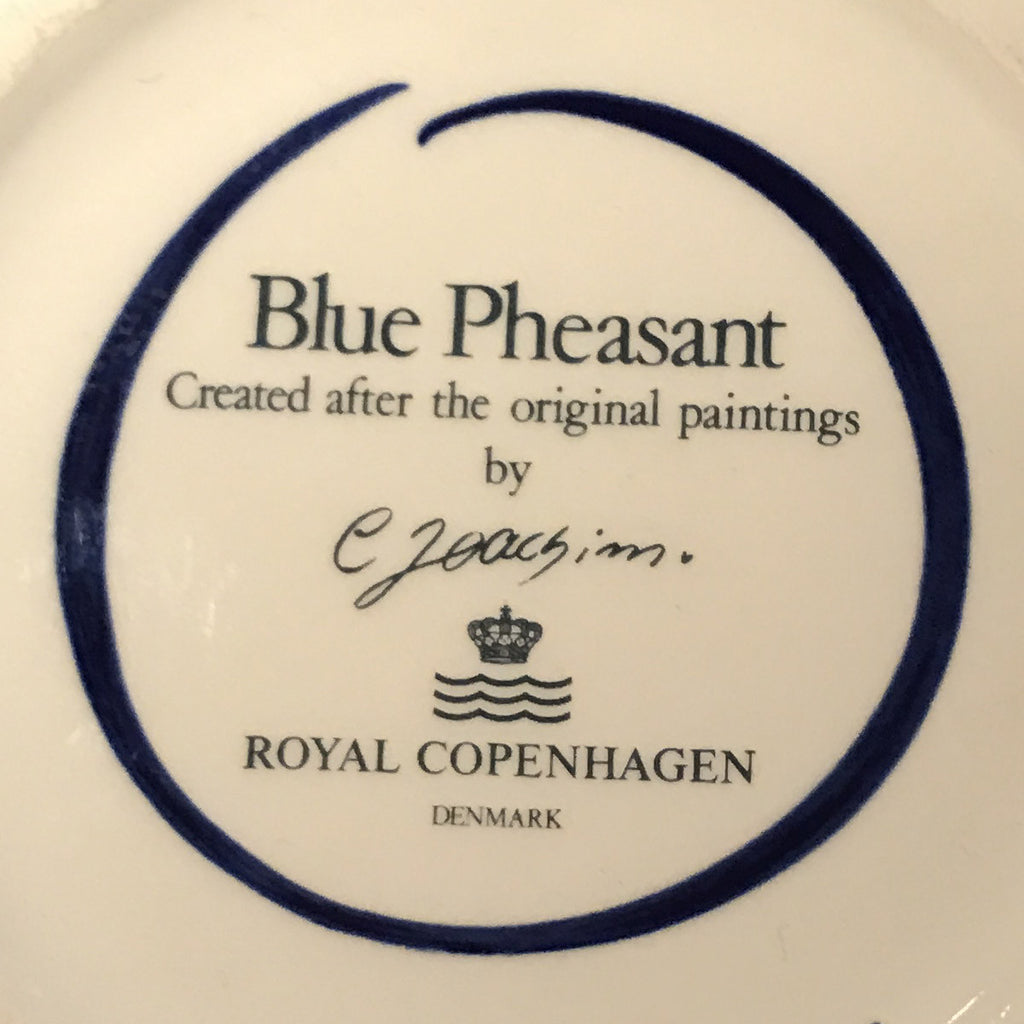 Blue Pheasant
Created after the original paintings
by
C Joachim.
ROYAL COPENHAGEN
DENMARK